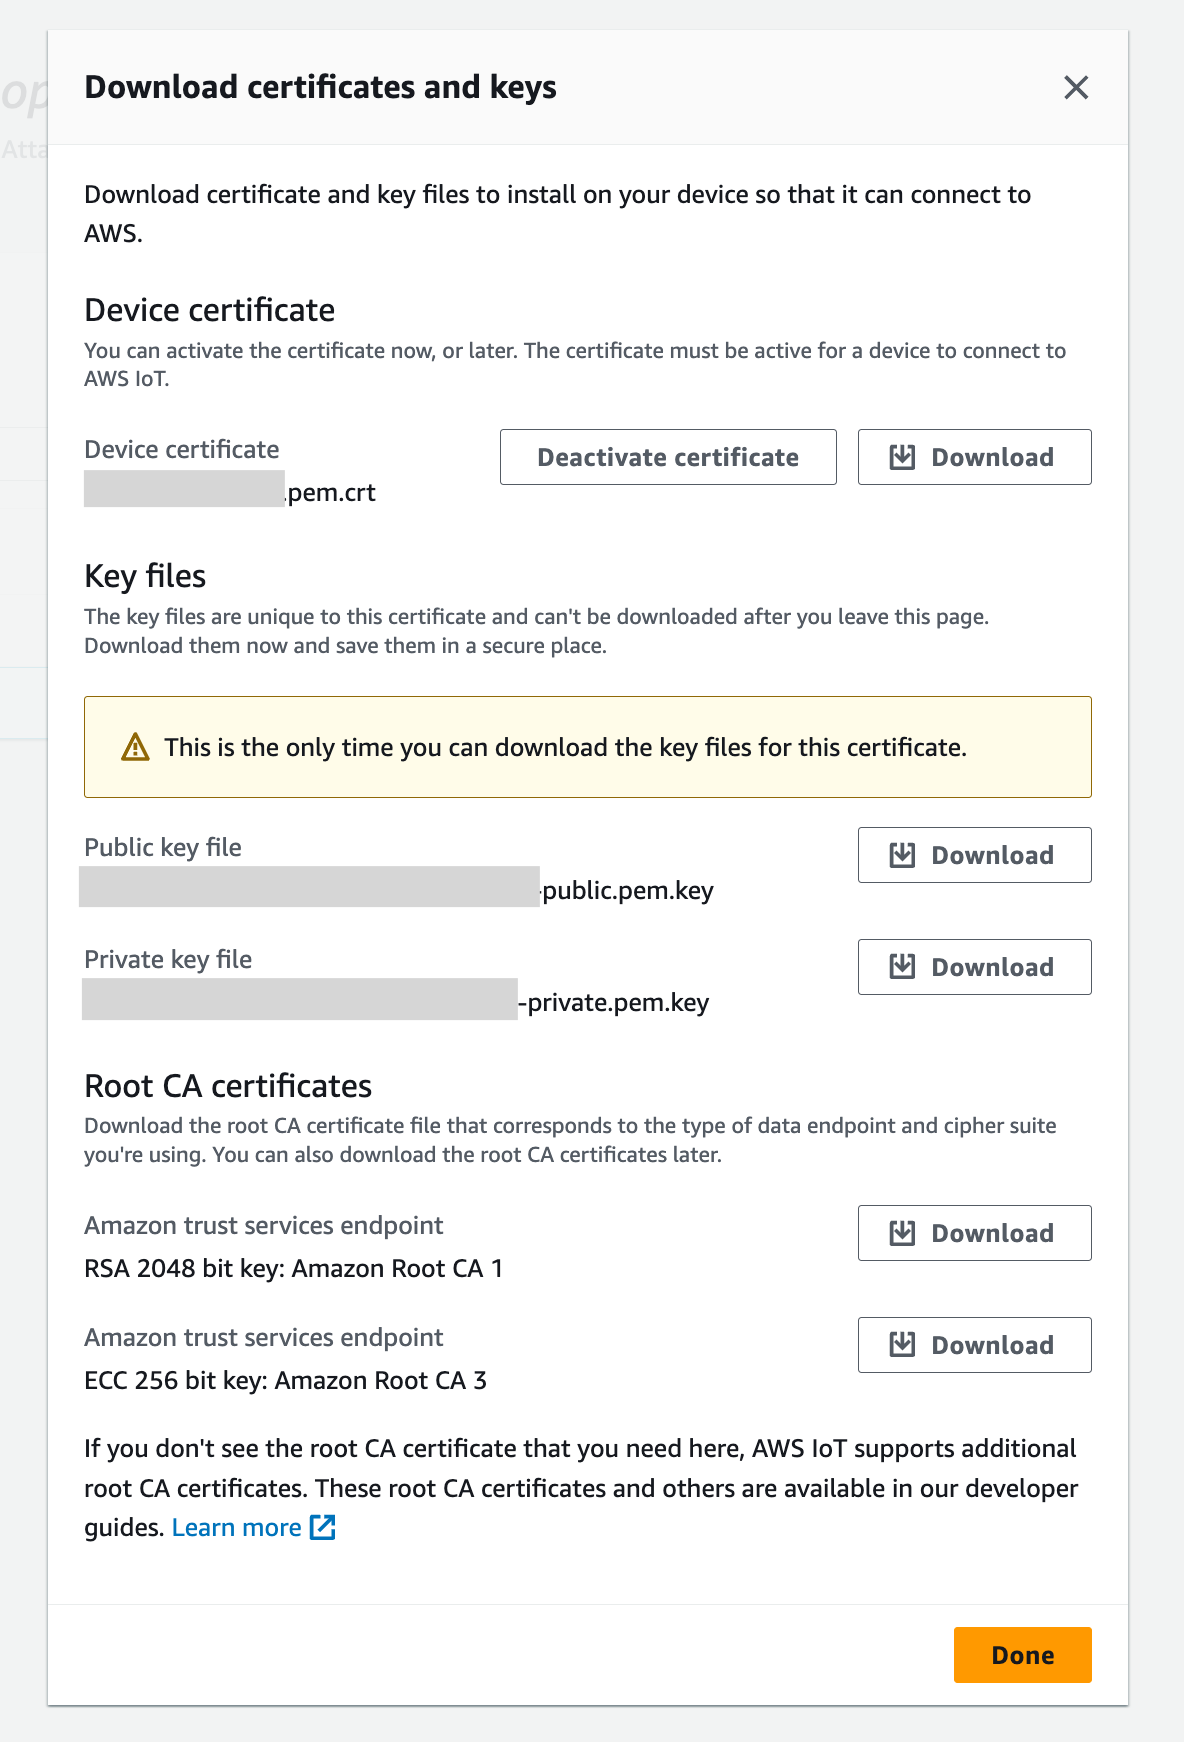 Download certificates and keys
op
Atta
Download certificate and key files to install on your device so that it can connect to
AWS.
Device certificate
You can activate the certificate now, or later. The certificate must be active for a device to connect to
AWS IoT.
Device certificate
Deactivate certificate
Download
.pem.crt
Key files
The key files are unique to this certificate and can't be downloaded after you leave this page.
Download them now and save them in a secure place.
This is the only time you can download the key files for this certificate.
Public key file
Download
-public.pem.key
Private key file
Download
-private.pem.key
Root CA certificates
Download the root CA certificate file that corresponds to the type of data endpoint and cipher suite
you're using. You can also download the root CA certificates later.
Amazon trust services endpoint
Download
RSA 2048 bit key: Amazon Root CA 1
Amazon trust services endpoint
Download
ECC 256 bit key: Amazon Root CA 3
If you don't see the root CA certificate that you need here, AWS IoT supports additional
root CA certificates. These root CA certificates and others are available in our developer
guides. Learn more
Done